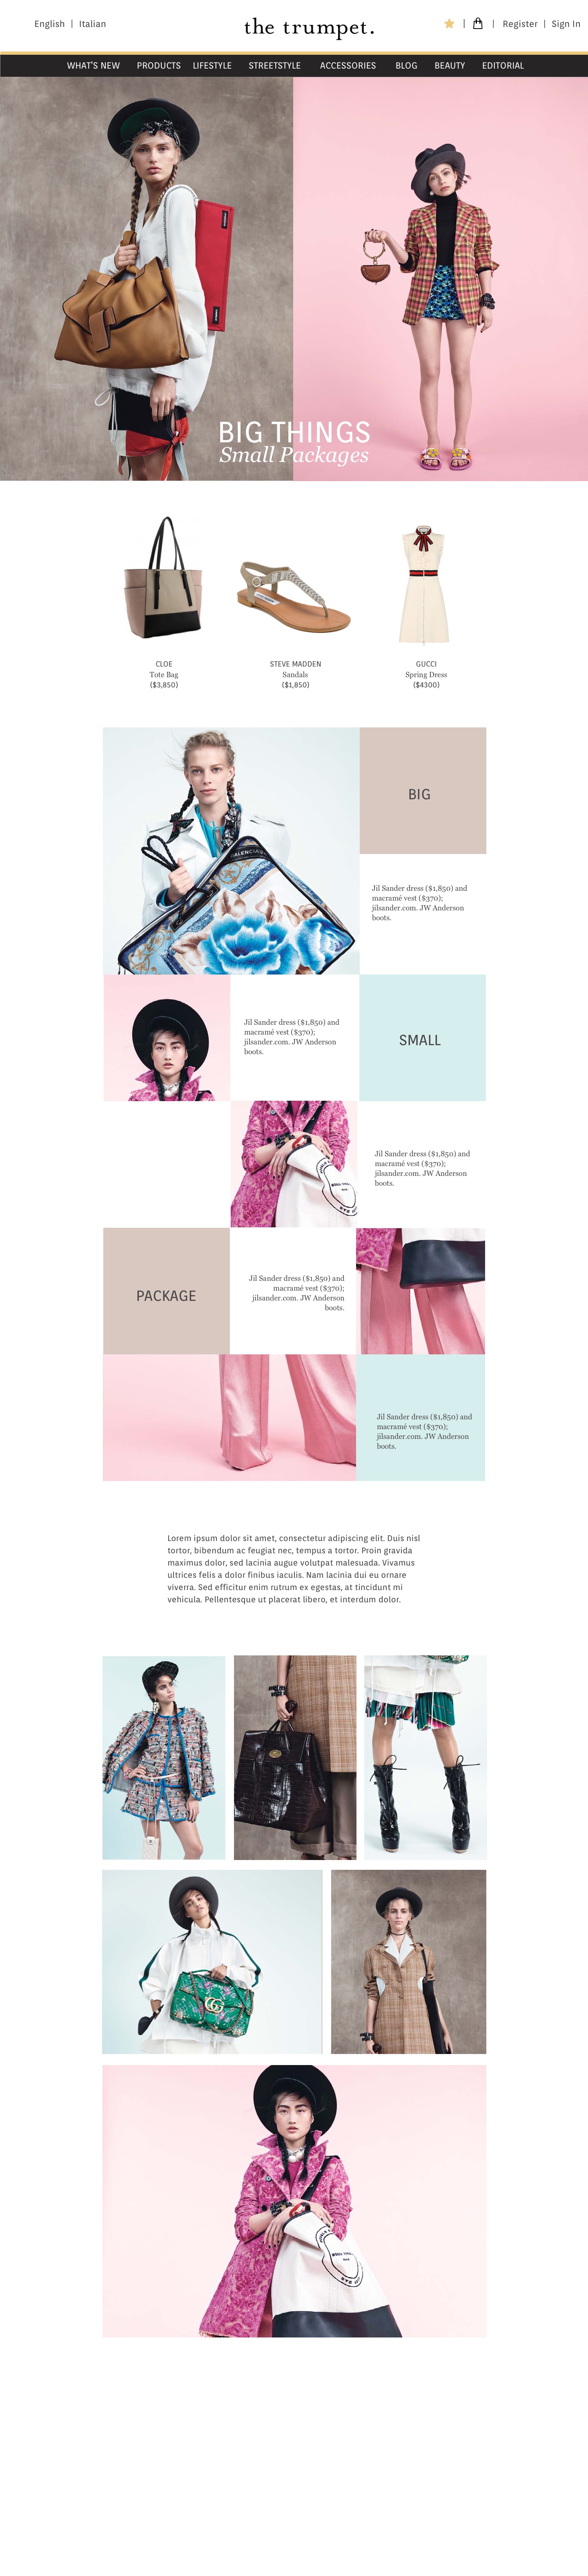 English | Italian
the trumpet.
Register | Sign In
WHAT'S NEW PRODUCTS LIFESTYLE STREETSTYLE ACCESSORIES BLOG BEAUTY EDITORIAL
BIG THINGS
Small Packages
CLOE
Tote Bag
($3,850)
STEVE MADDEN
Sandals
($1,850)
GUCCI
Spring Dress
($4300)
BALENCIAGA
BIG
Jil Sander dress ($1,850) and
macramé vest ($370);
jilsander.com. JW Anderson
boots.
Jil Sander dress ($1,850) and
macramé vest ($370);
jilsander.com. JW Anderson
boots.
SMALL
Jil Sander dress ($1,850) and
macramé vest ($370);
jilsander.com. JW Anderson
boots.
PACKAGE
Jil Sander dress ($1,850) and
macramé vest ($370);
jilsander.com. JW Anderson
boots.
Jil Sander dress ($1,850) and
macramé vest ($370);
jilsander.com. JW Anderson
boots.
Lorem ipsum dolor sit amet, consectetur adipiscing elit. Duis nisl
tortor, bibendum ac feugiat nec, tempus a tortor. Proin gravida
maximus dolor, sed lacinia augue volutpat malesuada. Vivamus
ultrices felis a dolor finibus iaculis. Nam lacinia dui eu ornare
viverra. Sed efficitur enim rutrum ex egestas, at tincidunt mi
vehicula. Pellentesque ut placerat libero, et interdum dolor.